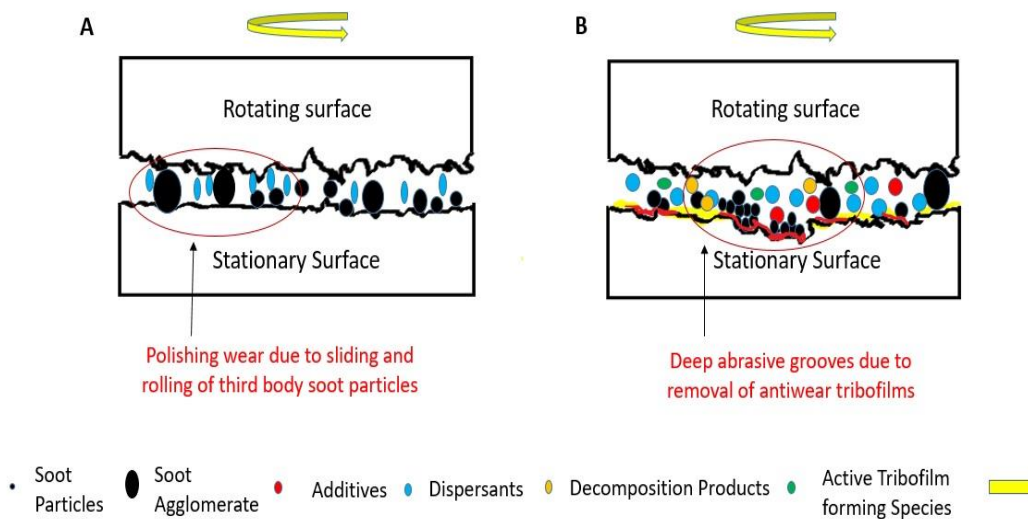 A
B
Rotating surface
Rotating surface
Stationary Surface
Stationary Surface
Polishing wear due to sliding and
rolling of third body soot particles
Deep abrasive grooves due to
removal of antiwear tribofilms
Soot
Particles
Soot
Agglomerate
Additives
Dispersants
Decomposition Products
Active Tribofilm
forming Species